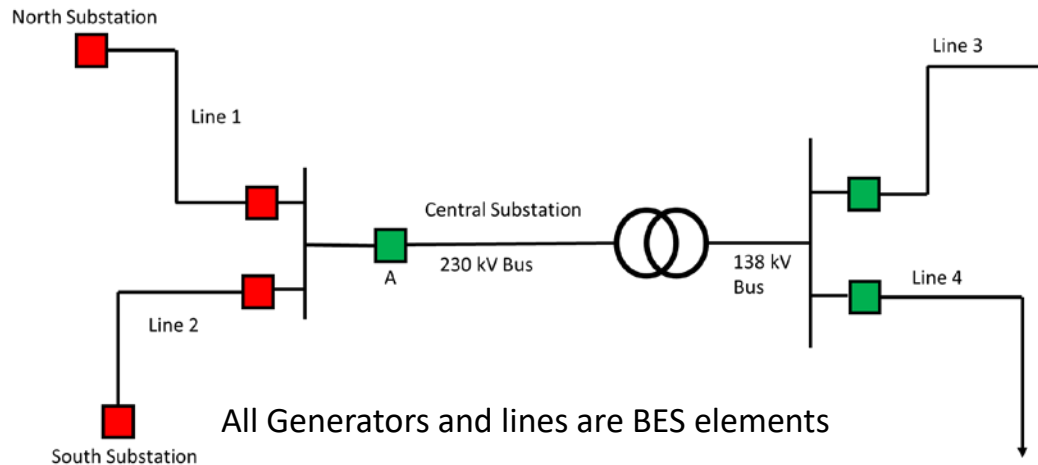 North Substation
Line 3
Line 1
Central Substation
A
230 kV Bus
138 kV
Bus
Line 4
Line 2
All Generators and lines are BES elements
South Substation